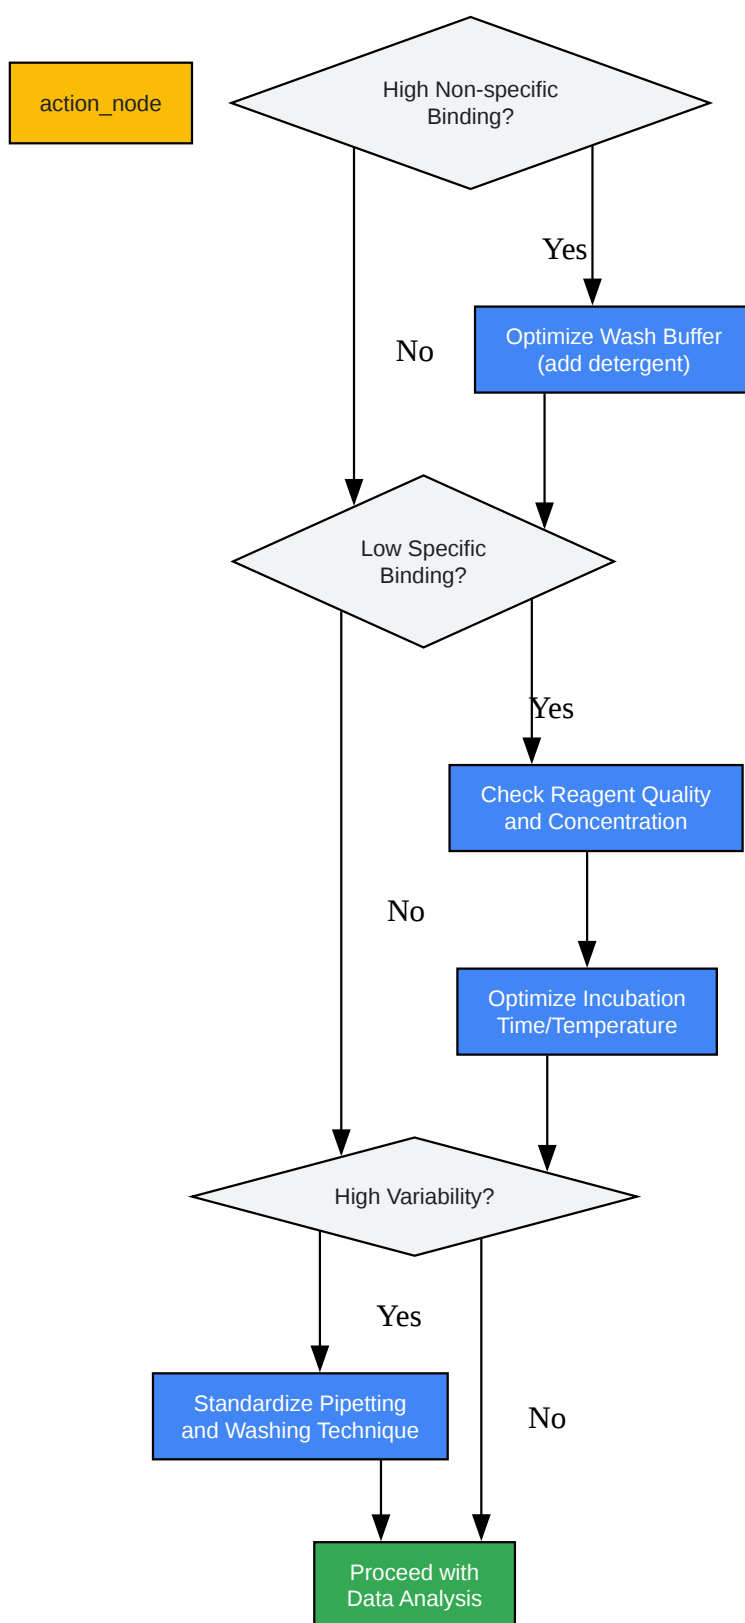 action_node
High Non-specific
Binding?
Yes
No
Optimize Wash Buffer
(add detergent)
Low Specific
Binding?
Yes
Check Reagent Quality
and Concentration
No
Optimize Incubation
Time/Temperature
High Variability?
Yes
Standardize Pipetting
and Washing Technique
No
Proceed with
Data Analysis